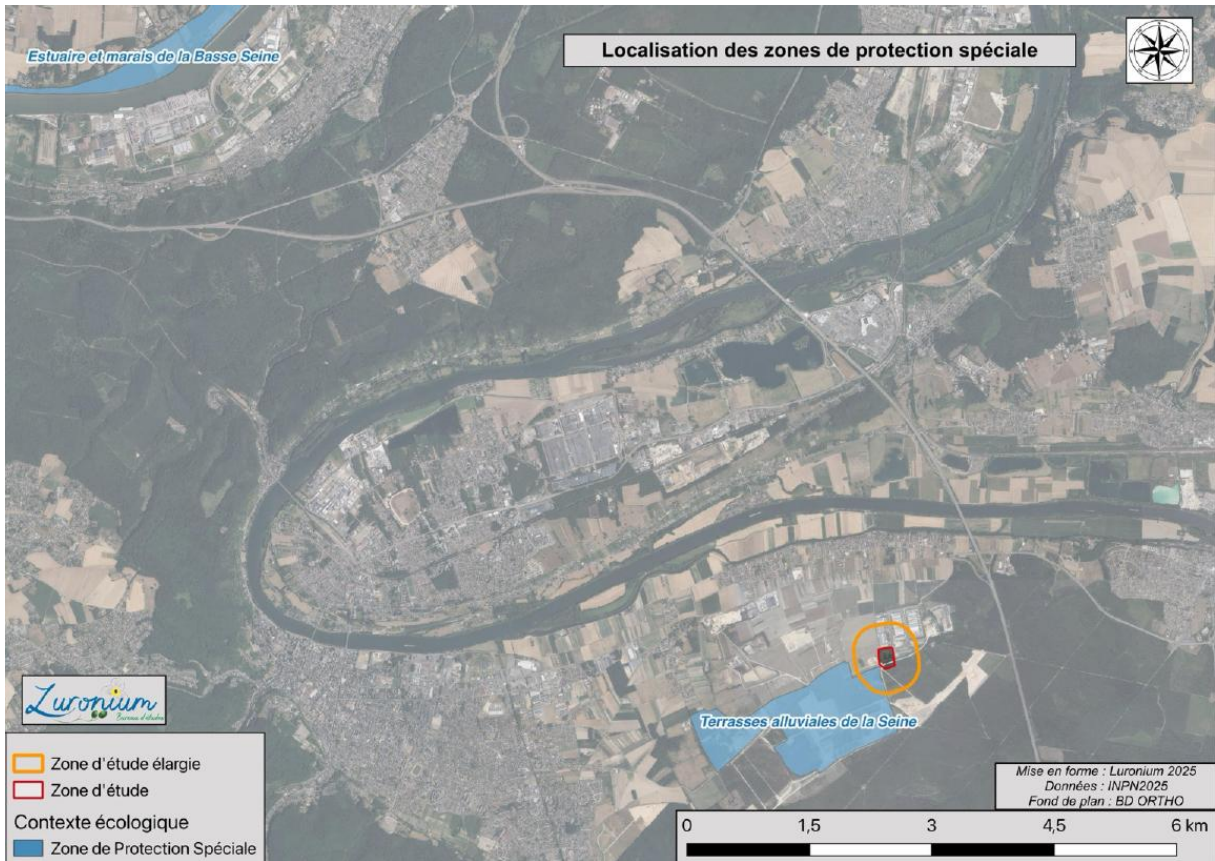 Estuaire et marais de la Basse Seine
Localisation des zones de protection spéciale
Terrasses alluviales de la Seine
Luronium
Bureau d'études
Zone d'étude élargie
Zone d'étude
Contexte écologique
Zone de Protection Spéciale
Mise en forme : Luronium 2025
Données : INPN2025
Fond de plan : BD ORTHO
0 1,5 3 4,5 6 km